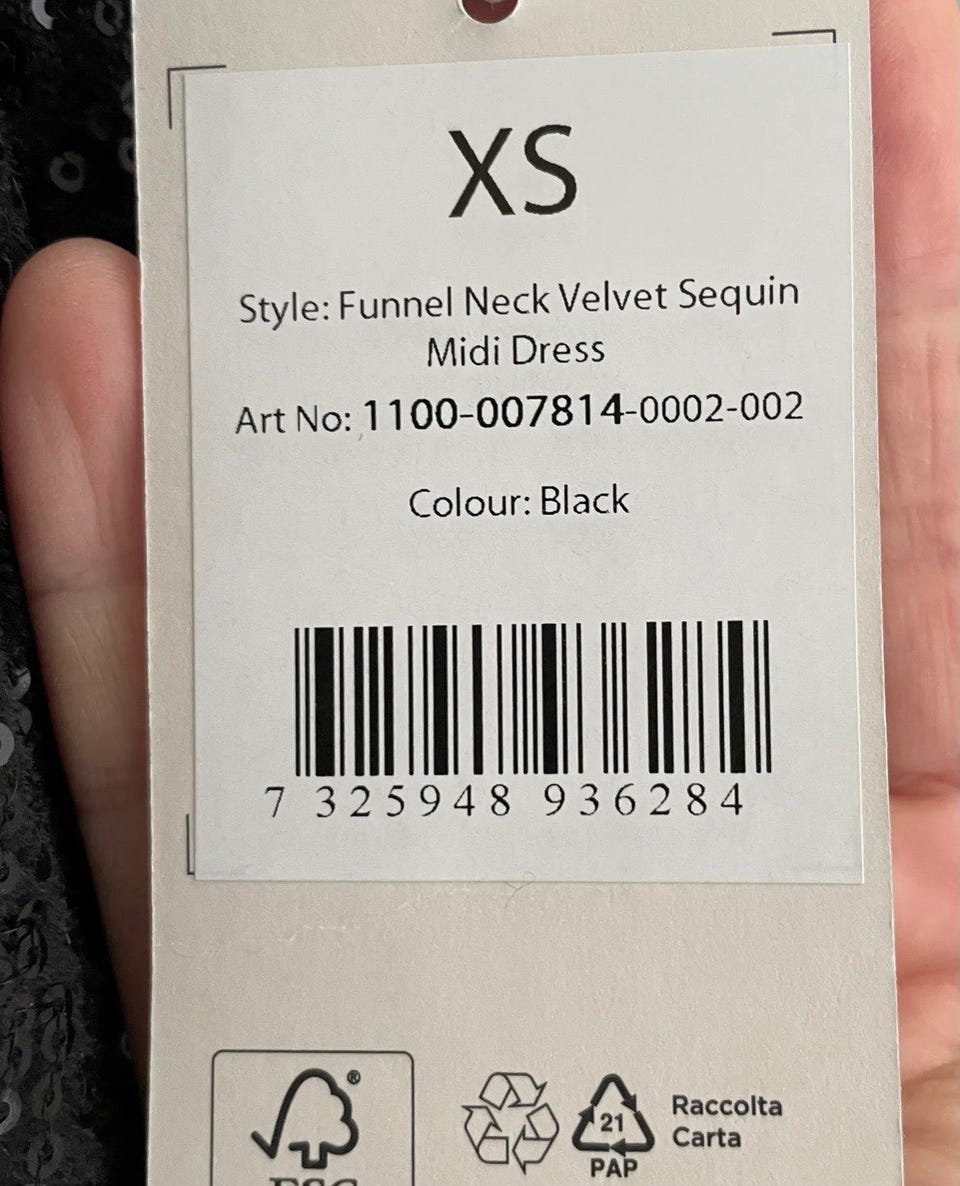 XS
Style: Funnel Neck Velvet Sequin
Midi Dress
Art No: 1100-007814-0002-002
Colour: Black
7 325948 936284
®
FSC
21
PAP
Raccolta
Carta